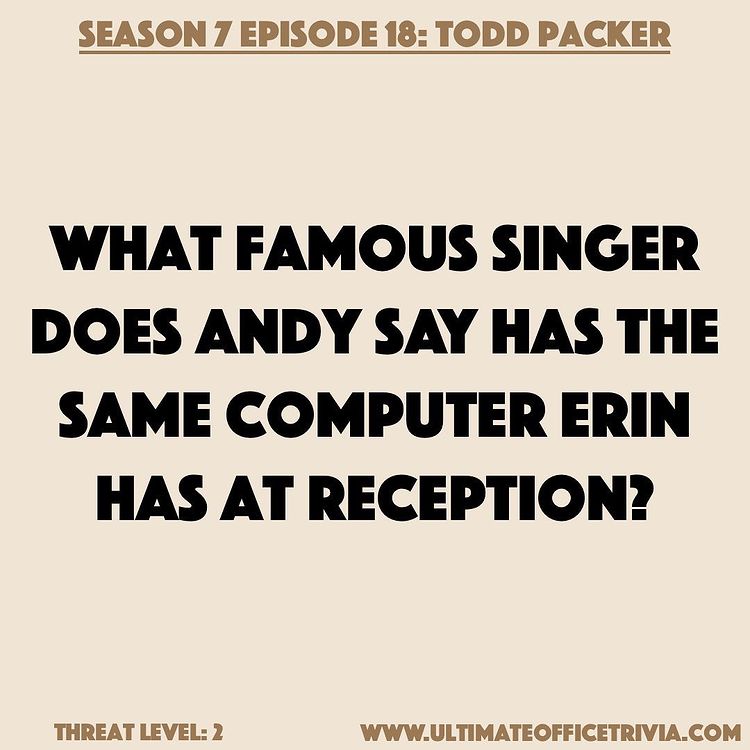 SEASON 7 EPISODE 18: TODD PACKER
WHAT FAMOUS SINGER
DOES ANDY SAY HAS THE
SAME COMPUTER ERIN
HAS AT RECEPTION?
THREAT LEVEL: 2
WWW.ULTIMATEOFFICETRIVIA.COM